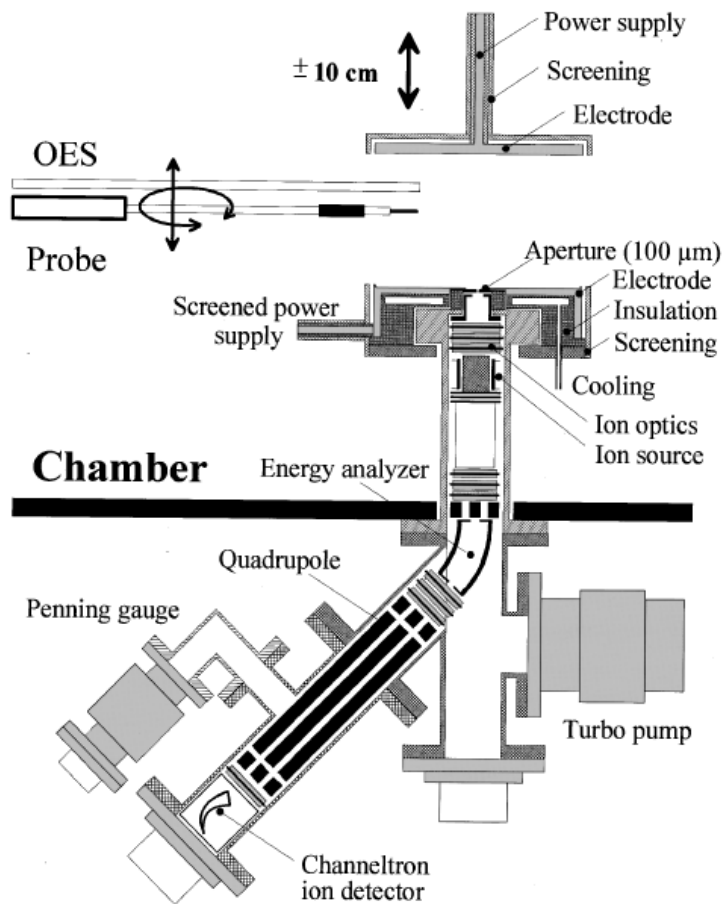 Power supply
± 10 cm
Screening
Electrode
OES
Probe
Aperture (100 µm)
Electrode
Screened power
supply
Insulation
Screening
Cooling
Ion optics
Ion source
Chamber
Energy analyzer
Quadrupole
Penning gauge
Turbo pump
Channeltron
ion detector